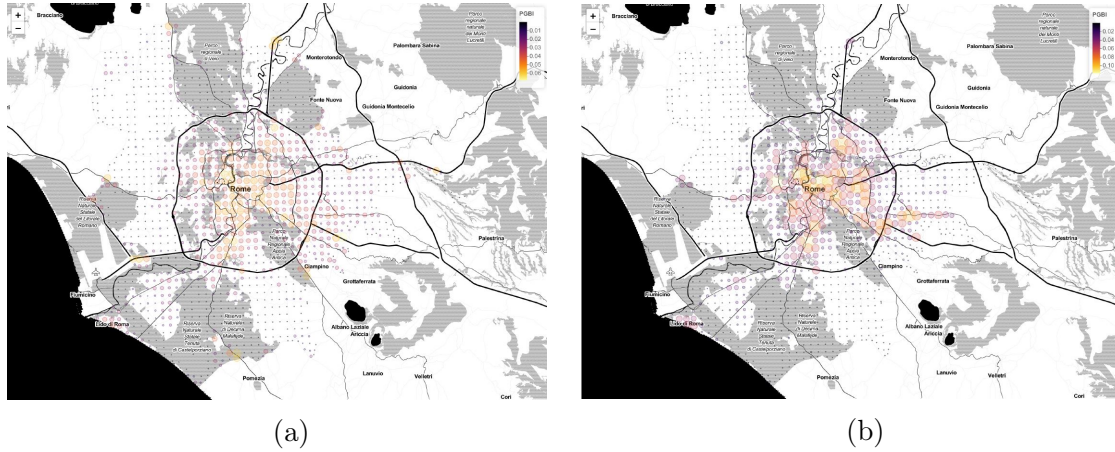 +
−
Bracciano
PGBI
0.01
0.02
0.03
0.04
0.05
0.06
Parco
regionale
naturale
dei Monti
Lucretili
Palombara Sabina
Parco
regionale
di Veio
Monterotondo
Guidonia
Fonte Nuova
Guidonia Montecelio
Rome
Riserva
Naturale
Statale
del Litorale
Romano
Palestrina
Parco
Naturale
Regionale
Appia
Antica
Ciampino
Grottaferrata
Fiumicino
Lido di Roma
Riserva
Naturale
Statale
Tenuta
di Castelporziano
Riserva
Naturale
di Decima
Malafede
Albano Laziale
Ariccia
Pomezia
Lanuvio
Velletri
Cori
(a)
+
−
Bracciano
PGBI
0.02
0.04
0.06
0.08
0.10
Parco
regionale
naturale
dei Monti
Lucretili
Palombara Sabina
Parco
regionale
di Veio
Monterotondo
Guidonia
Fonte Nuova
Guidonia Montecelio
Rome
Riserva
Naturale
Statale
del Litorale
Romano
Palestrina
Parco
Naturale
Regionale
Appia
Antica
Ciampino
Grottaferrata
Fiumicino
Lido di Roma
Riserva
Naturale
Statale
Tenuta
di Castelporziano
Riserva
Naturale
di Decima
Malafede
Albano Laziale
Ariccia
Pomezia
Lanuvio
Velletri
Cori
(b)